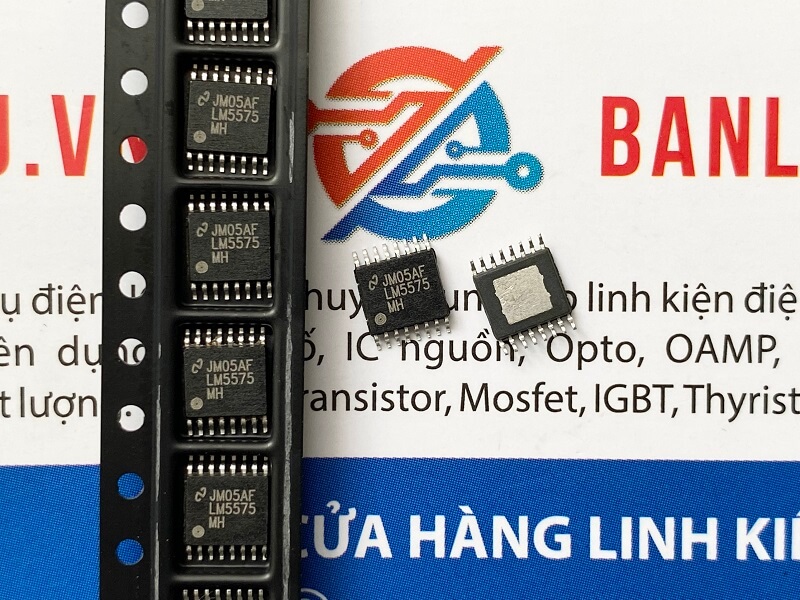 JM05AF
LM5575
MH
JM05AF
LM5575
MH
JM05AF
LM5575
MH
JM05AF
LM5575
MH
JM05AF
LM5575
MH
J.V
BANL
linh kiện điệ
IC nguồn, Opto, OAMP,
t lượn
ransistor, Mosfet, IGBT, Thyrist
CỬA HÀNG LINH KI